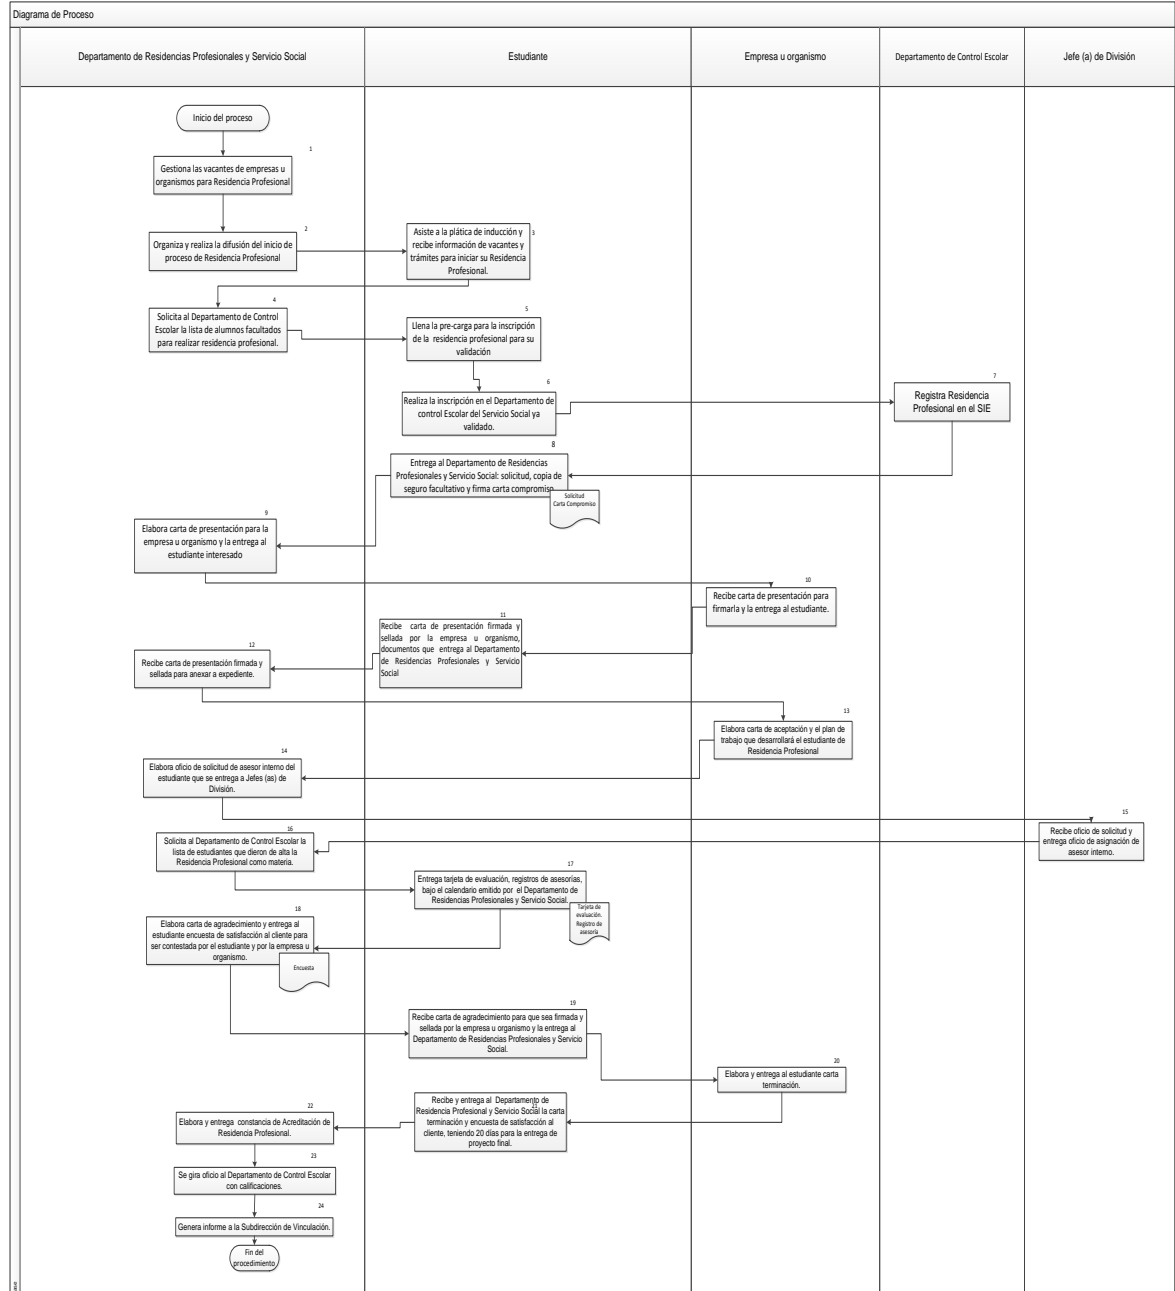 Diagrama de Proceso
Departamento de Residencias Profesionales y Servicio Social
Estudiante
Empresa u organismo
Departamento de Control Escolar
Jefe (a) de División
Inicio del proceso
1
Gestiona las vacantes de empresas u
organismos para Residencia Profesional
2
Organiza y realiza la difusión del inicio de
proceso de Residencia Profesional
3
Asiste a la plática de inducción y
recibe información de vacantes y
trámites para iniciar su Residencia
Profesional.
4
Solicita al Departamento de Control
Escolar la lista de alumnos facultados
para realizar residencia profesional.
5
Llena la pre-carga para la inscripción
de la residencia profesional para su
validación
6
Realiza la inscripción en el Departamento de
control Escolar del Servicio Social ya
validado.
7
Registra Residencia
Profesional en el SIE
8
Entrega al Departamento de Residencias
Profesionales y Servicio Social: solicitud, copia de
seguro facultativo y firma carta compromiso
Solicitud
Carta Compromiso
9
Elabora carta de presentación para la
empresa u organismo y la entrega al
estudiante interesado
10
Recibe carta de presentación para
firmarla y la entrega al estudiante.
11
Recibe carta de presentación firmada y
sellada por la empresa u organismo,
documentos que entrega al Departamento
de Residencias Profesionales y Servicio
Social
12
Recibe carta de presentación firmada y
sellada para anexar a expediente.
13
Elabora carta de aceptación y el plan de
trabajo que desarrollará el estudiante de
Residencia Profesional
14
Elabora oficio de solicitud de asesor interno del
estudiante que se entrega a Jefes (as) de
División.
15
Recibe oficio de solicitud y
entrega oficio de asignación de
asesor interno.
16
Solicita al Departamento de Control Escolar la
lista de estudiantes que dieron de alta la
Residencia Profesional como materia.
17
Entrega tarjeta de evaluación, registros de asesorías,
bajo el calendario emitido por el Departamento de
Residencias Profesionales y Servicio Social.
Tarjeta de
evaluación.
Registro de
asesoría
18
Elabora carta de agradecimiento y entrega al
estudiante encuesta de satisfacción al cliente para
ser contestada por el estudiante y por la empresa u
organismo.
Encuesta
19
Recibe carta de agradecimiento para que sea firmada y
sellada por la empresa u organismo y la entrega al
Departamento de Residencias Profesionales y Servicio
Social.
20
Elabora y entrega al estudiante carta
terminación.
21
Recibe y entrega al Departamento de
Residencia Profesional y Servicio Social la carta
terminación y encuesta de satisfacción al
cliente, teniendo 20 días para la entrega de
proyecto final.
22
Elabora y entrega constancia de Acreditación de
Residencia Profesional.
23
Se gira oficio al Departamento de Control Escolar
con calificaciones.
24
Genera informe a la Subdirección de Vinculación.
Fin del
procedimiento